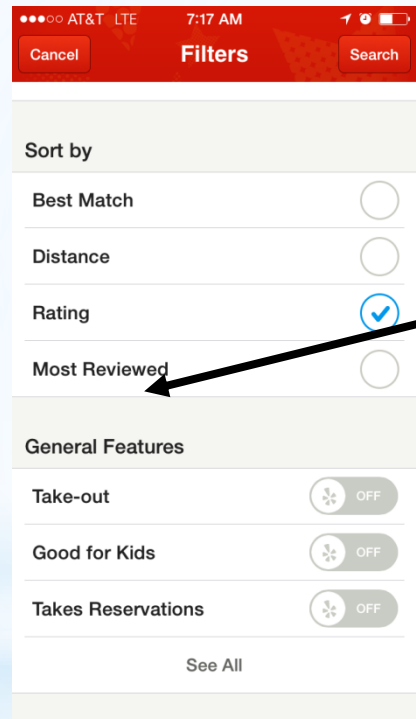 ●●●○○ AT&T LTE 7:17 AM
Cancel Filters Search
Sort by
Best Match
Distance
Rating
Most Reviewed
General Features
Take-out OFF
Good for Kids OFF
Takes Reservations OFF
See All